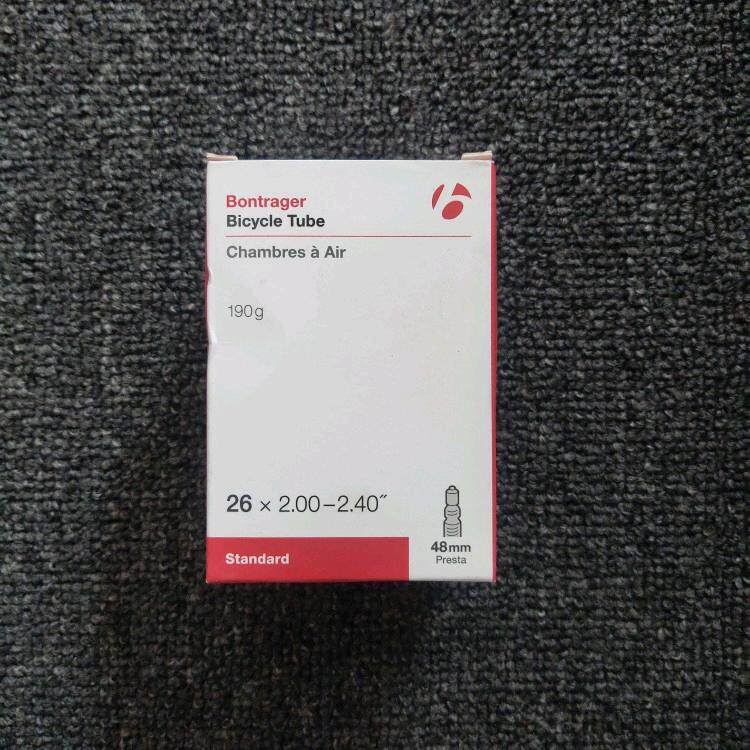 Bontrager
Bicycle Tube
Chambres à Air
190g
26 × 2.00–2.40″
48mm
Presta
Standard